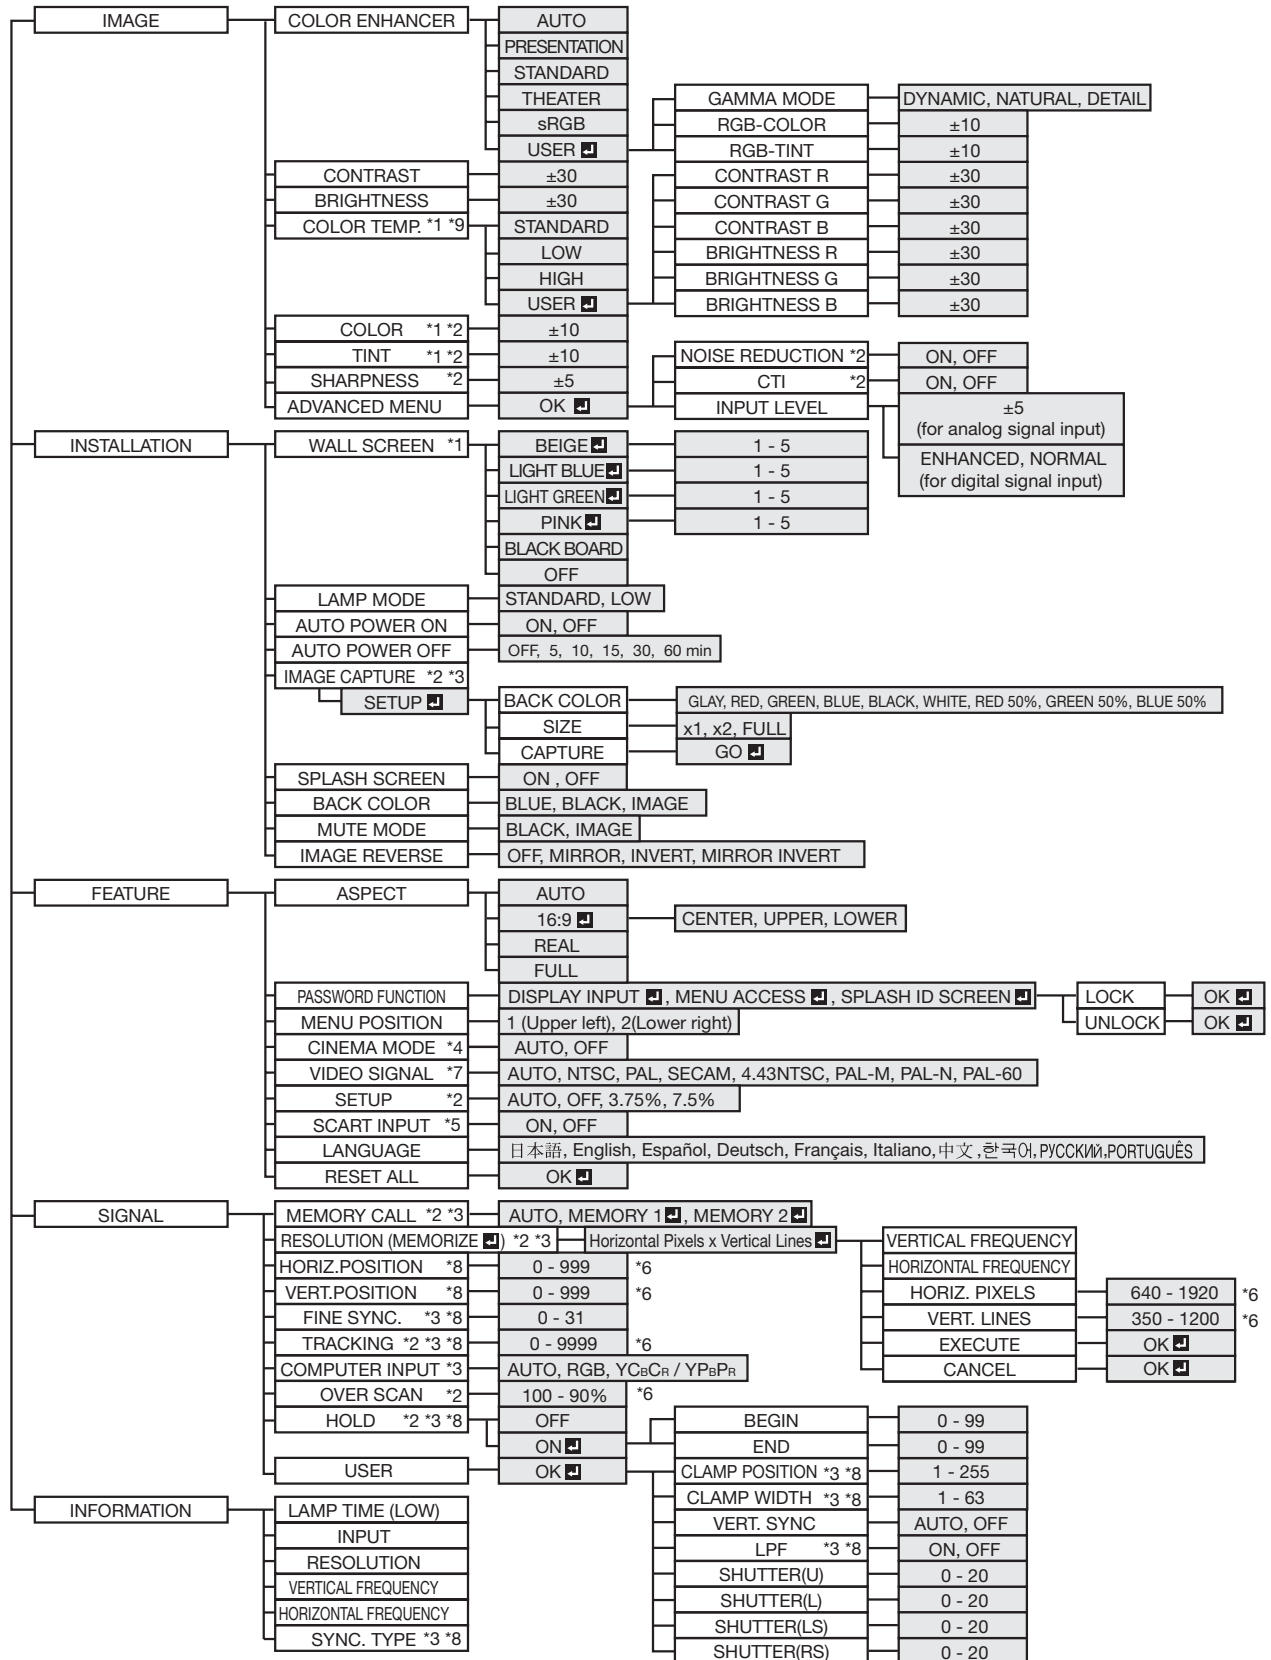 IMAGE COLOR ENHANCER AUTO
PRESENTATION
STANDARD
THEATER GAMMA MODE DYNAMIC, NATURAL, DETAIL
sRGB RGB-COLOR ±10
USER RGB-TINT ±10
CONTRAST ±30 CONTRAST R ±30
BRIGHTNESS ±30 CONTRAST G ±30
COLOR TEMP. *1 *9 STANDARD CONTRAST B ±30
LOW BRIGHTNESS R ±30
HIGH BRIGHTNESS G ±30
USER BRIGHTNESS B ±30
COLOR *1 *2 ±10
TINT *1 *2 ±10 NOISE REDUCTION *2 ON, OFF
SHARPNESS *2 ±5 CTI *2 ON, OFF
ADVANCED MENU OK INPUT LEVEL ±5
(for analog signal input)
ENHANCED, NORMAL
(for digital signal input)
INSTALLATION WALL SCREEN *1 BEIGE 1 - 5
LIGHT BLUE 1 - 5
LIGHT GREEN 1 - 5
PINK 1 - 5
BLACK BOARD
OFF
LAMP MODE STANDARD, LOW
AUTO POWER ON ON, OFF
AUTO POWER OFF OFF, 5, 10, 15, 30, 60 min
IMAGE CAPTURE *2 *3
SETUP BACK COLOR GLAY, RED, GREEN, BLUE, BLACK, WHITE, RED 50%, GREEN 50%, BLUE 50%
SIZE x1, x2, FULL
CAPTURE GO
SPLASH SCREEN ON , OFF
BACK COLOR BLUE, BLACK, IMAGE
MUTE MODE BLACK, IMAGE
IMAGE REVERSE OFF, MIRROR, INVERT, MIRROR INVERT
FEATURE ASPECT AUTO
16:9 CENTER, UPPER, LOWER
REAL
FULL
PASSWORD FUNCTION DISPLAY INPUT , MENU ACCESS , SPLASH ID SCREEN LOCK OK
MENU POSITION 1 (Upper left), 2(Lower right) UNLOCK OK
CINEMA MODE *4 AUTO, OFF
VIDEO SIGNAL *7 AUTO, NTSC, PAL, SECAM, 4.43NTSC, PAL-M, PAL-N, PAL-60
SETUP *2 AUTO, OFF, 3.75%, 7.5%
SCART INPUT *5 ON, OFF
LANGUAGE 日本語, English, Español, Deutsch, Français, Italiano,中文 ,한국어, РУССКИЙ,PORTUGUÊS
RESET ALL OK
SIGNAL MEMORY CALL *2 *3 AUTO, MEMORY 1 , MEMORY 2
RESOLUTION (MEMORIZE ) *2 *3 Horizontal Pixels x Vertical Lines VERTICAL FREQUENCY
HORIZ.POSITION *8 0 - 999 *6 HORIZONTAL FREQUENCY
VERT.POSITION *8 0 - 999 *6 HORIZ. PIXELS 640 - 1920 *6
FINE SYNC. *3 *8 0 - 31 VERT. LINES 350 - 1200 *6
TRACKING *2 *3 *8 0 - 9999 *6 EXECUTE OK
COMPUTER INPUT *3 AUTO, RGB, YCBCR / YPBPR CANCEL OK
OVER SCAN *2 100 - 90% *6
HOLD *2 *3 *8 OFF BEGIN 0 - 99
ON END 0 - 99
USER OK CLAMP POSITION *3 *8 1 - 255
INFORMATION LAMP TIME (LOW) CLAMP WIDTH *3 *8 1 - 63
INPUT VERT. SYNC AUTO, OFF
RESOLUTION LPF *3 *8 ON, OFF
VERTICAL FREQUENCY SHUTTER(U) 0 - 20
HORIZONTAL FREQUENCY SHUTTER(L) 0 - 20
SYNC. TYPE *3 *8 SHUTTER(LS) 0 - 20
SHUTTER(RS) 0 - 20